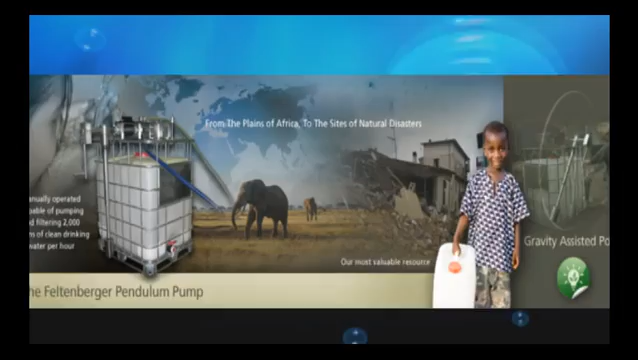 From The Plains of Africa, To The Sites of Natural Disasters
anually operated
pable of pumping
d filtering 2,000
ns of clean drinking
water per hour
Our most valuable resource
Gravity Assisted Po
he Feltenberger Pendulum Pump